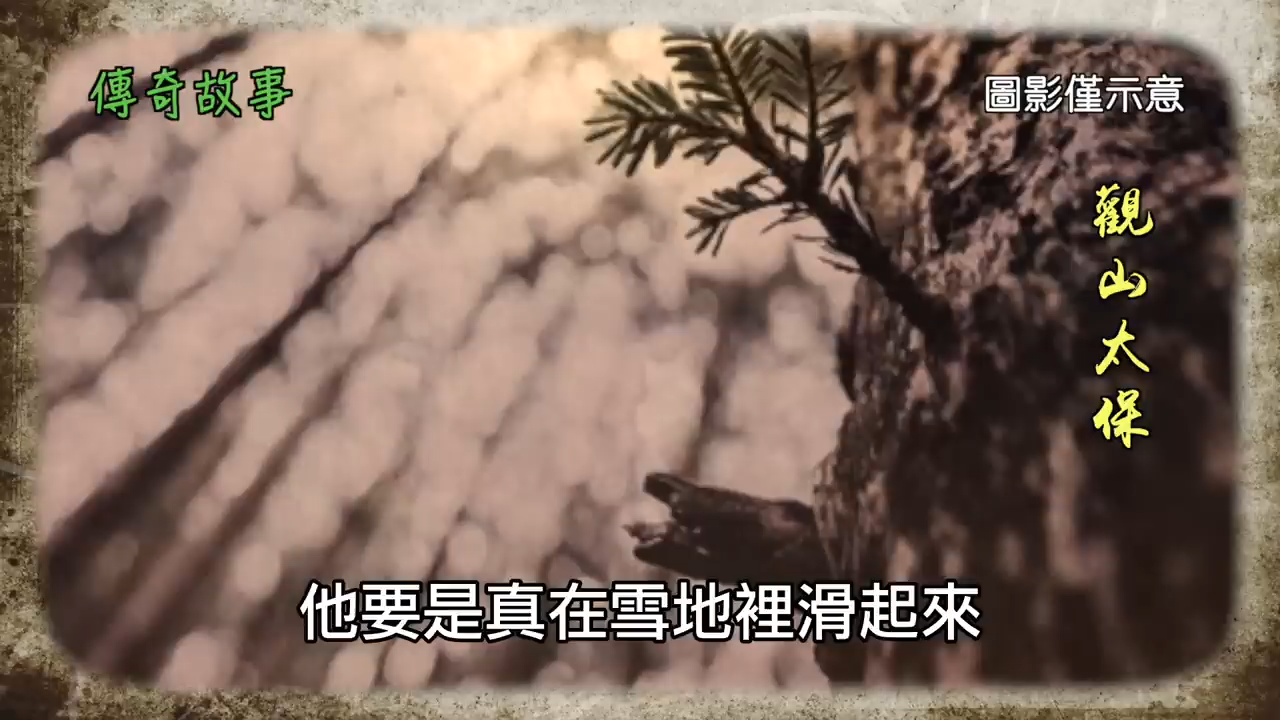 傳奇故事
圖影僅示意
觀山太保
他要是真在雪地裡滑起來